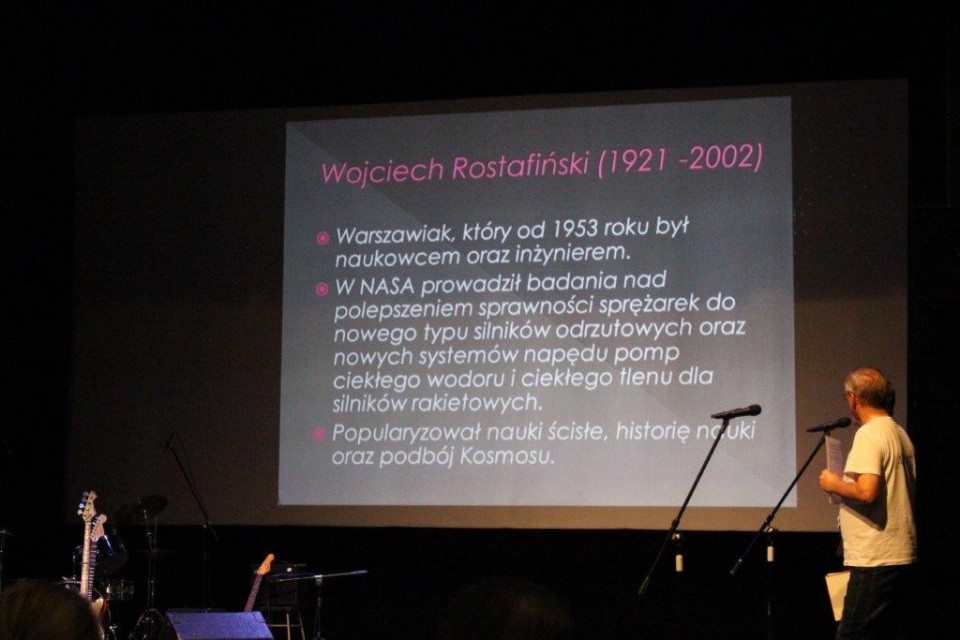 Wojciech Rostafiński (1921 -2002)
Warszawiak, który od 1953 roku był
naukowcem oraz inżynierem.
W NASA prowadził badania nad
polepszeniem sprawności sprężarek do
nowego typu silników odrzutowych oraz
nowych systemów napędu pomp
ciekłego wodoru i ciekłego tlenu dla
silników rakietowych.
Popularyzował nauki ścisłe, historię nauki
oraz podbój Kosmosu.